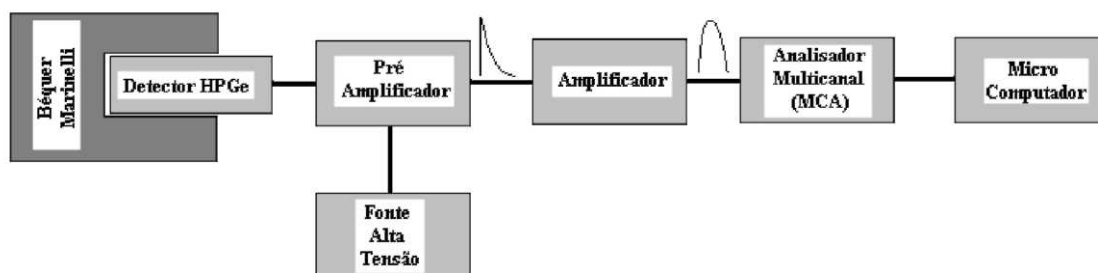 Béquer
Marinelli
Detector HPGe
Pré
Amplificador
Amplificador
Analisador
Multicanal
(MCA)
Micro
Computador
Fonte
Alta
Tensão